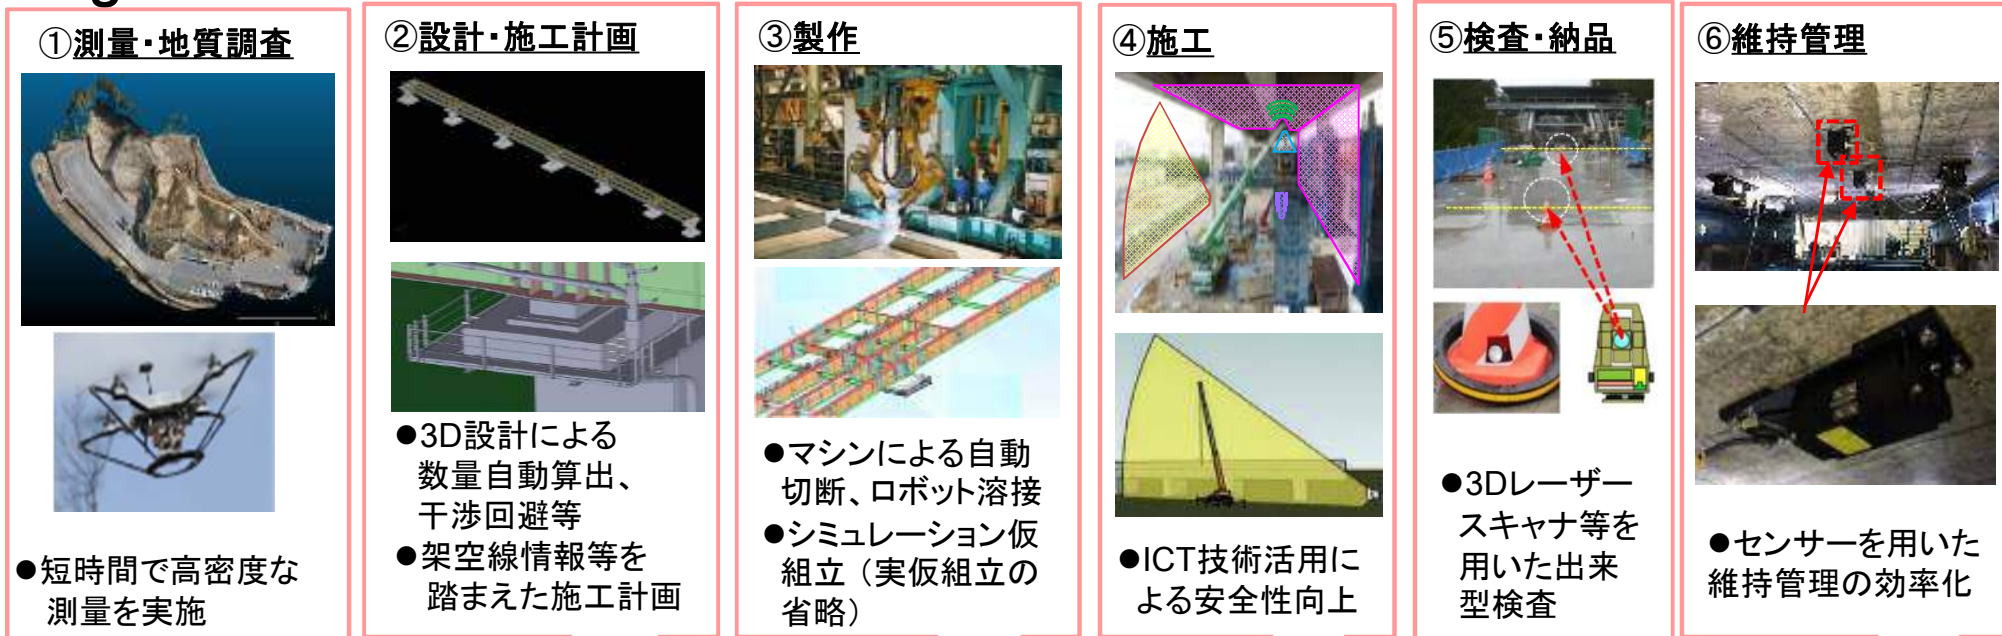 ①測量・地質調査
●短時間で高密度な
測量を実施
②設計・施工計画
●3D設計による
数量自動算出、
干渉回避等
●架空線情報等を
踏まえた施工計画
③製作
●マシンによる自動
切断、ロボット溶接
●シミュレーション仮
組立（実仮組立の
省略）
④施工
●ICT技術活用に
よる安全性向上
⑤検査・納品
●3Dレーザー
スキャナ等を
用いた出来
型検査
⑥維持管理
●センサーを用いた
維持管理の効率化